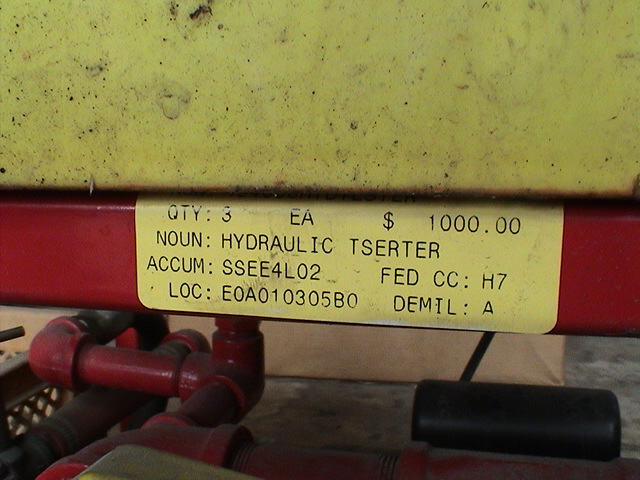 QTY: 3 EA $ 1000.00
NOUN: HYDRAULIC TSERTER
ACCUM: SSEE4L02 FED CC: H7
LOC: E0A010305B0 DEMIL: A